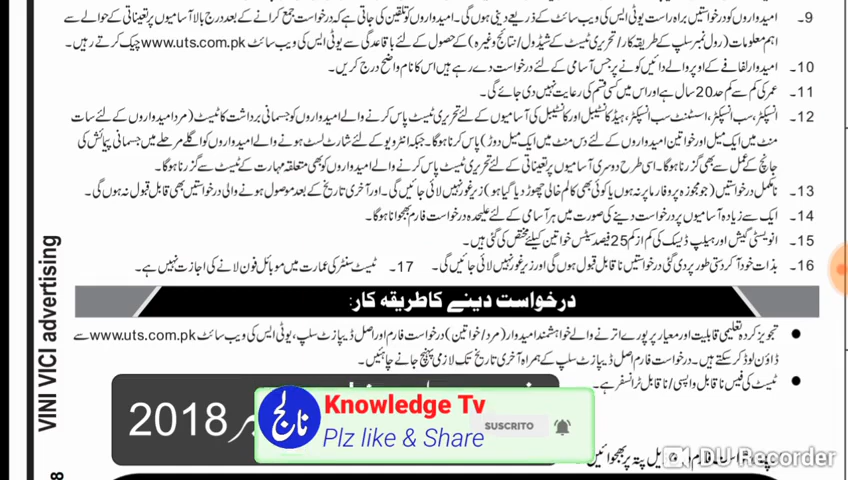 9۔ امیدواروں کو درخواستیں براہ راست یو ٹی ایس کی ویب سائٹ کے ذریعے دینی ہوں گی۔ امیدواروں کو تلقین کی جاتی ہے کہ درخواست جمع کرانے کے بعد درج بالا آسامیوں پر تعیناتی کے حوالے سے
اہم معلومات (رول نمبر سلپ کے طریقہ کار/ تحریری ٹیسٹ کے شیڈول/ نتائج وغیرہ) کے حصول کے لئے باقاعدگی سے یو ٹی ایس کی ویب سائٹ www.uts.com.pk چیک کرتے رہیں۔
10۔ امیدوار لفافے کے اوپر والے دائیں کونے پر جس آسامی کے لئے درخواست دے رہے ہیں اس کا نام واضح درج کریں۔
11۔ عمر کی کم سے کم حد 20 سال ہے اور اس میں کسی قسم کی رعایت نہیں دی جائے گی۔
12۔ انسپکٹر، سب انسپکٹر، اسسٹنٹ سب انسپکٹر، ہیڈ کانسٹیبل اور کانسٹیبل کی آسامیوں کے لئے تحریری ٹیسٹ پاس کرنے والے امیدواروں کو جسمانی برداشت کا ٹیسٹ (مرد امیدواروں کے لئے سات
منٹ میں ایک میل اور خواتین امیدواروں کے لئے دس منٹ میں ایک میل دوڑ) پاس کرنا ہوگا۔ جبکہ انٹرویو کے لئے شارٹ لسٹ ہونے والے امیدواروں کو اگلے مرحلے میں جسمانی پیمائش کی
جانچ کے عمل سے بھی گزرنا ہوگا۔ اسی طرح دوسری آسامیوں پر تعیناتی کے لئے تحریری ٹیسٹ پاس کرنے والے امیدواروں کو بھی متعلقہ مہارت کے ٹیسٹ سے گزرنا ہوگا۔
13۔ نامکمل درخواستیں (جو مجوزہ پروفارما پر نہ ہوں یا کوئی بھی کالم خالی چھوڑ دیا گیا ہو) زیر غور نہیں لائی جائیں گی۔ اور آخری تاریخ کے بعد موصول ہونے والی درخواستیں بھی قابل قبول نہ ہوں گی۔
14۔ ایک سے زیادہ آسامیوں پر درخواست دینے کی صورت میں ہر آسامی کے لئے علیحدہ درخواست فارم بھجوانا ہوگا۔
15۔ انویسٹی گیشن اور ہیلپ ڈیسک کی کم از کم 25 فیصد سیٹس خواتین کیلئے مختص کی گئی ہیں۔
16۔ بذات خود آ کر دستی طور پر دی گئی درخواستیں ناقابل قبول ہوں گی اور زیر غور نہیں لائی جائیں گی۔ 17۔ ٹیسٹ سنٹر کی عمارت میں موبائل فون لانے کی اجازت نہیں ہے۔
درخواست دینے کا طریقہ کار:
● تجویز کردہ تعلیمی قابلیت اور معیار پر پورے اترنے والے خواہشمند امیدوار (مرد/خواتین) درخواست فارم اور اصل ڈیپازٹ سلپ، یو ٹی ایس کی ویب سائٹ www.uts.com.pk سے
ڈاؤن لوڈ کر سکتے ہیں۔ درخواست فارم اصل ڈیپازٹ سلپ کے ہمراہ آخری تاریخ تک لازمی پہنچ جانے چاہئیں۔
● ٹیسٹ کی فیس ناقابل واپسی/ ناقابل ٹرانسفر ہے۔
2018
نالج
Knowledge Tv
Plz like & Share
SUSCRITO
پتہ پر بھجوائیں
DU Recorder
VINI VICI advertising
8